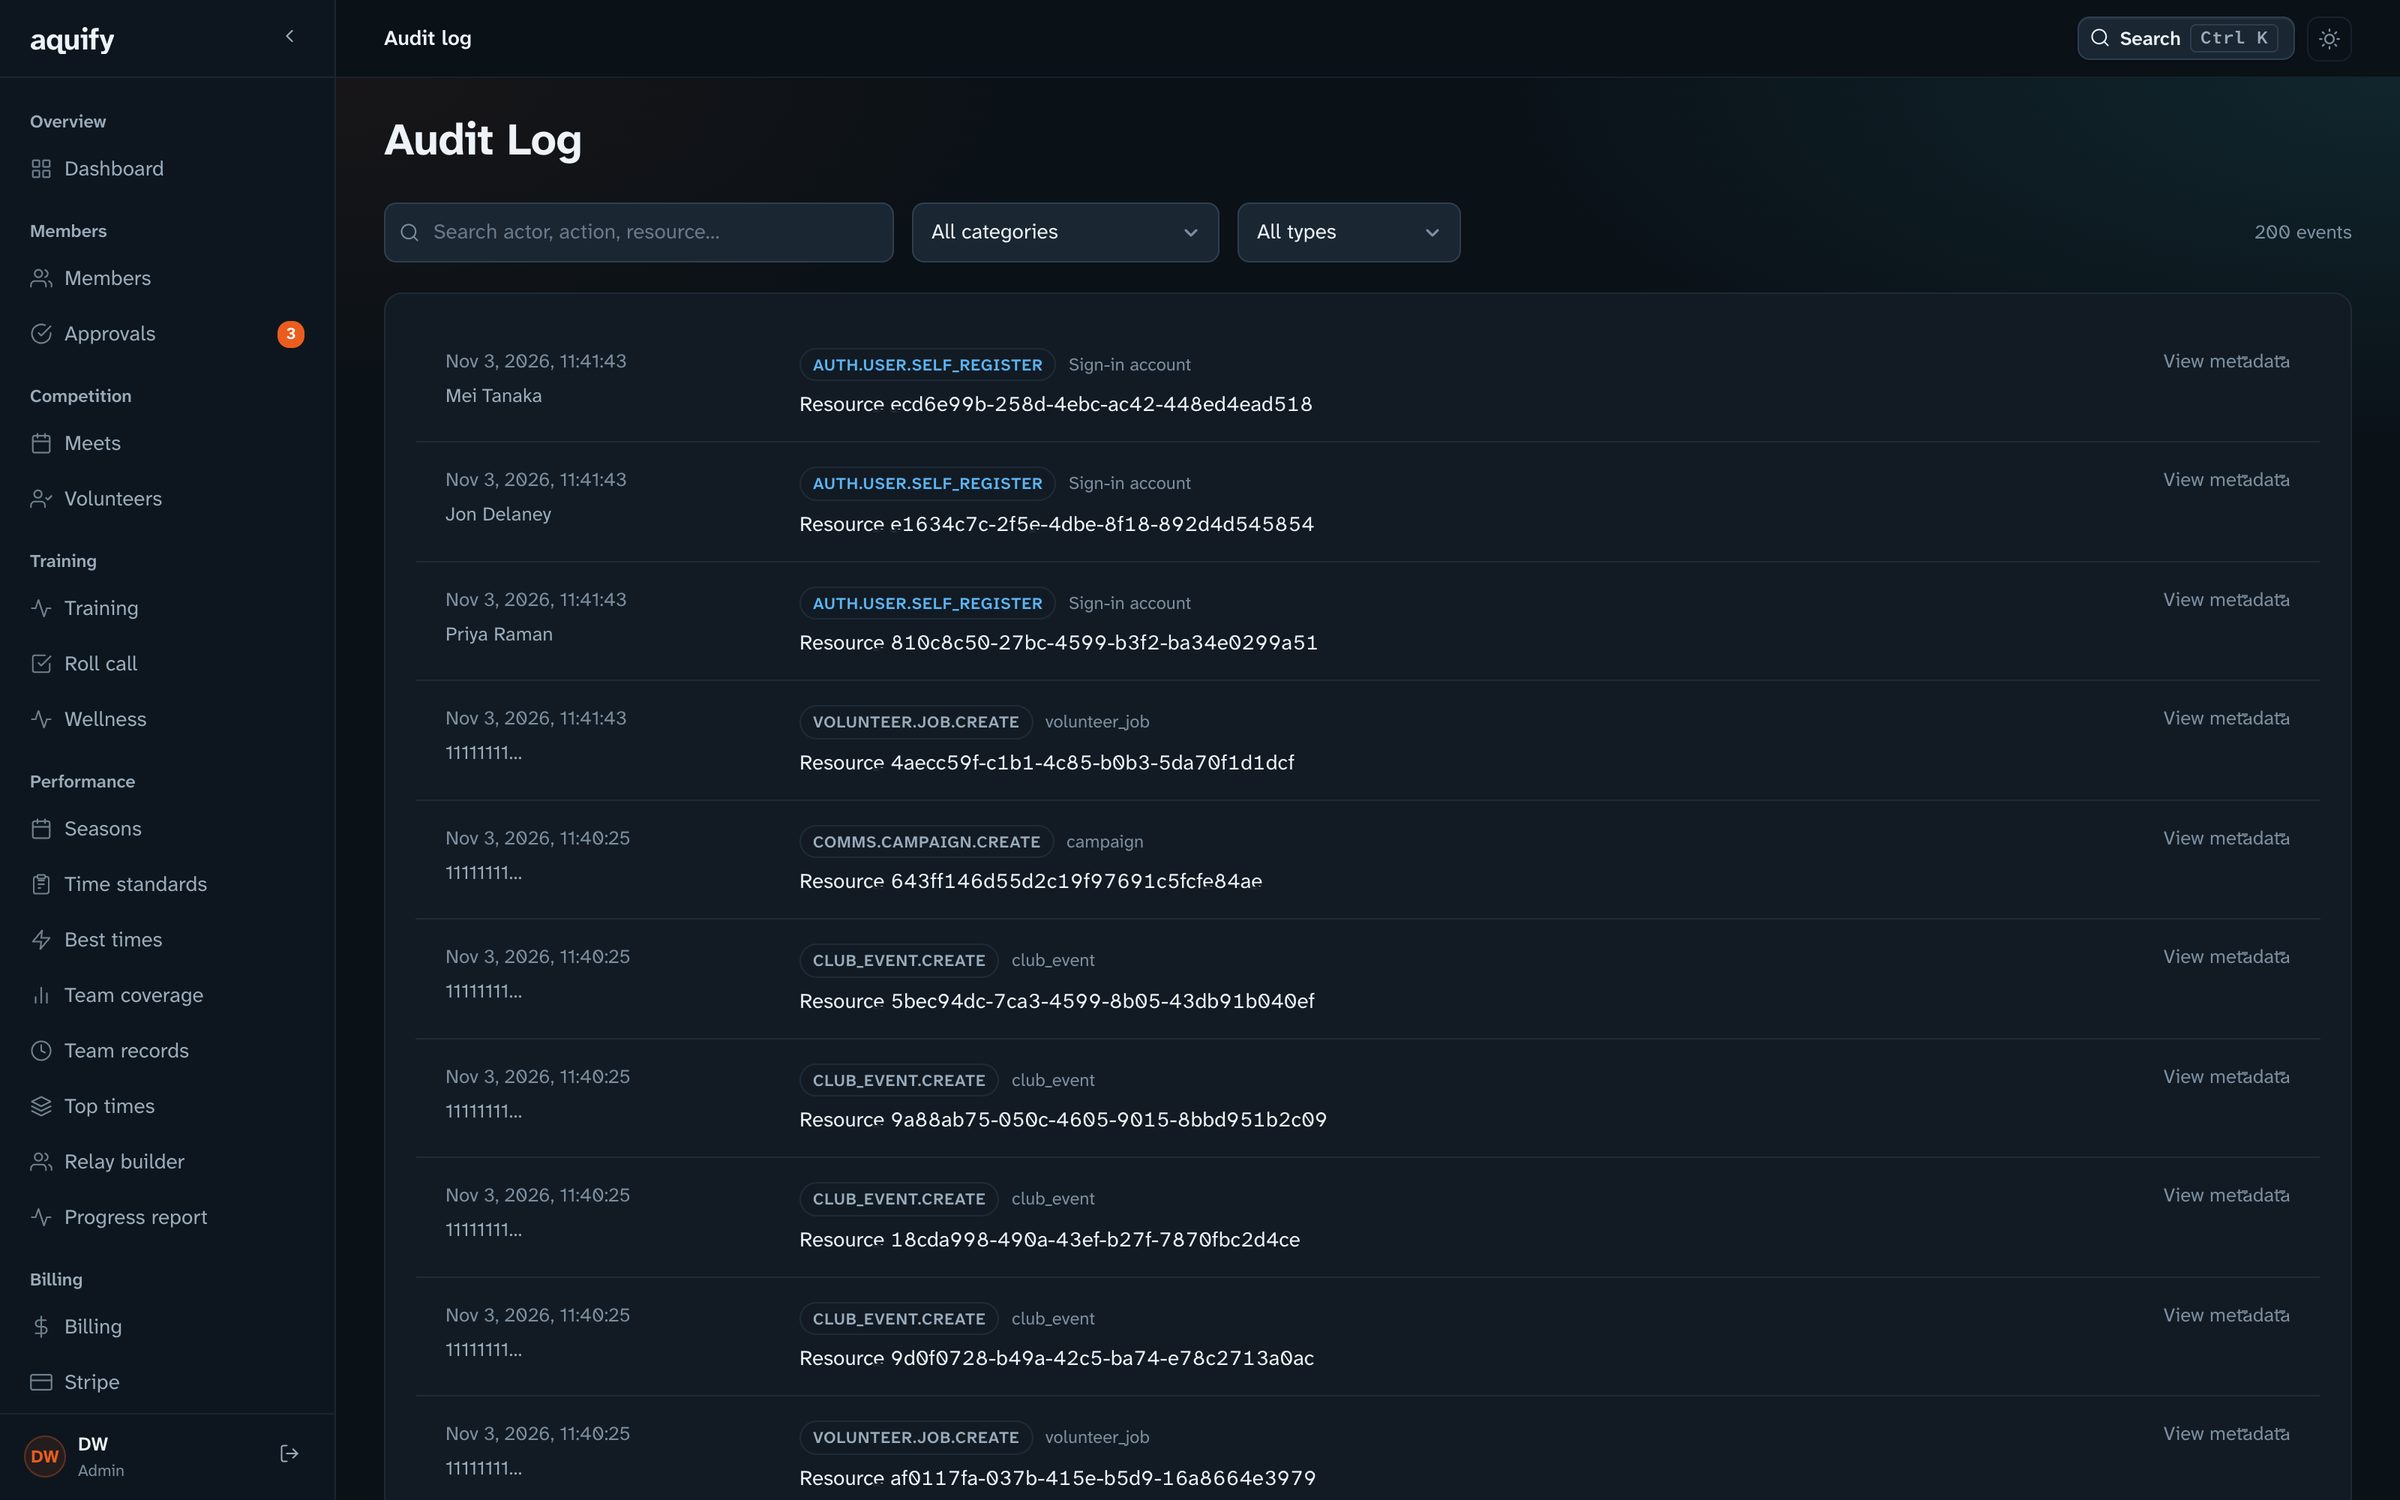 aquify
Audit log
Search Ctrl K
Overview
Dashboard
Members
Members
Approvals 3
Competition
Meets
Volunteers
Training
Training
Roll call
Wellness
Performance
Seasons
Time standards
Best times
Team coverage
Team records
Top times
Relay builder
Progress report
Billing
Billing
Stripe
DW
DW
Admin
Audit Log
Search actor, action, resource...
All categories
All types
200 events
Nov 3, 2026, 11:41:43
Mei Tanaka
AUTH.USER.SELF_REGISTER Sign-in account
Resource ecd6e99b-258d-4ebc-ac42-448ed4ead518
View metadata
Nov 3, 2026, 11:41:43
Jon Delaney
AUTH.USER.SELF_REGISTER Sign-in account
Resource e1634c7c-2f5e-4dbe-8f18-892d4d545854
View metadata
Nov 3, 2026, 11:41:43
Priya Raman
AUTH.USER.SELF_REGISTER Sign-in account
Resource 810c8c50-27bc-4599-b3f2-ba34e0299a51
View metadata
Nov 3, 2026, 11:41:43
11111111...
VOLUNTEER.JOB.CREATE volunteer_job
Resource 4aecc59f-c1b1-4c85-b0b3-5da70f1d1dcf
View metadata
Nov 3, 2026, 11:40:25
11111111...
COMMS.CAMPAIGN.CREATE campaign
Resource 643ff146d55d2c19f97691c5fcfe84ae
View metadata
Nov 3, 2026, 11:40:25
11111111...
CLUB_EVENT.CREATE club_event
Resource 5bec94dc-7ca3-4599-8b05-43db91b040ef
View metadata
Nov 3, 2026, 11:40:25
11111111...
CLUB_EVENT.CREATE club_event
Resource 9a88ab75-050c-4605-9015-8bbd951b2c09
View metadata
Nov 3, 2026, 11:40:25
11111111...
CLUB_EVENT.CREATE club_event
Resource 18cda998-490a-43ef-b27f-7870fbc2d4ce
View metadata
Nov 3, 2026, 11:40:25
11111111...
CLUB_EVENT.CREATE club_event
Resource 9d0f0728-b49a-42c5-ba74-e78c2713a0ac
View metadata
Nov 3, 2026, 11:40:25
11111111...
VOLUNTEER.JOB.CREATE volunteer_job
Resource af0117fa-037b-415e-b5d9-16a8664e3979
View metadata